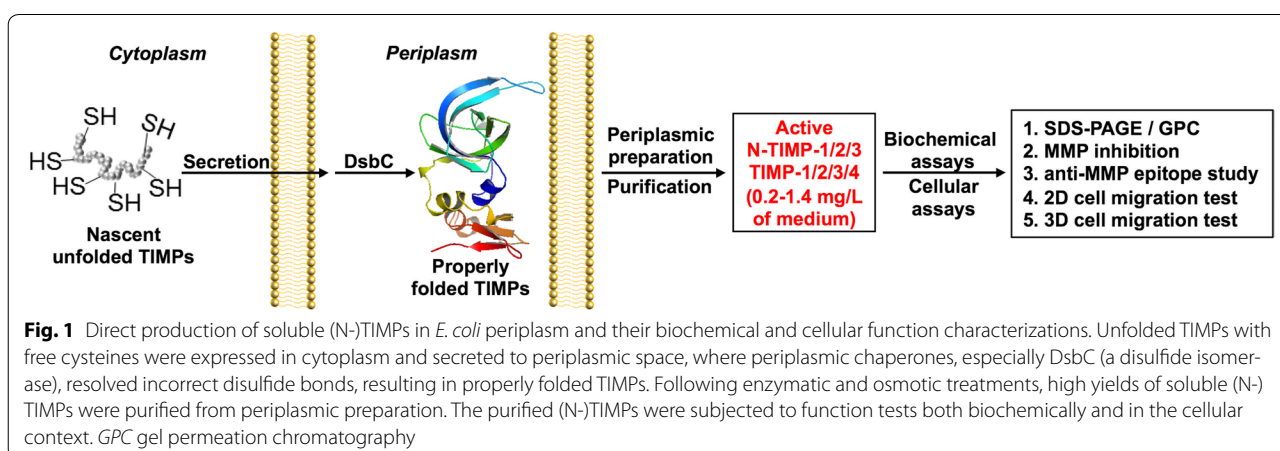 Cytoplasm
Periplasm
SH
SH
HS
HS
SH
SH
Nascent
unfolded TIMPs
Secretion
DsbC
Properly
folded TIMPs
Periplasmic
preparation
Purification
Active
N-TIMP-1/2/3
TIMP-1/2/3/4
(0.2-1.4 mg/L
of medium)
Biochemical
assays
Cellular
assays
1. SDS-PAGE / GPC
2. MMP inhibition
3. anti-MMP epitope study
4. 2D cell migration test
5. 3D cell migration test
Fig. 1 Direct production of soluble (N-)TIMPs in E. coli periplasm and their biochemical and cellular function characterizations. Unfolded TIMPs with
free cysteines were expressed in cytoplasm and secreted to periplasmic space, where periplasmic chaperones, especially DsbC (a disulfide isomer-
ase), resolved incorrect disulfide bonds, resulting in properly folded TIMPs. Following enzymatic and osmotic treatments, high yields of soluble (N-)
TIMPs were purified from periplasmic preparation. The purified (N-)TIMPs were subjected to function tests both biochemically and in the cellular
context. GPC gel permeation chromatography